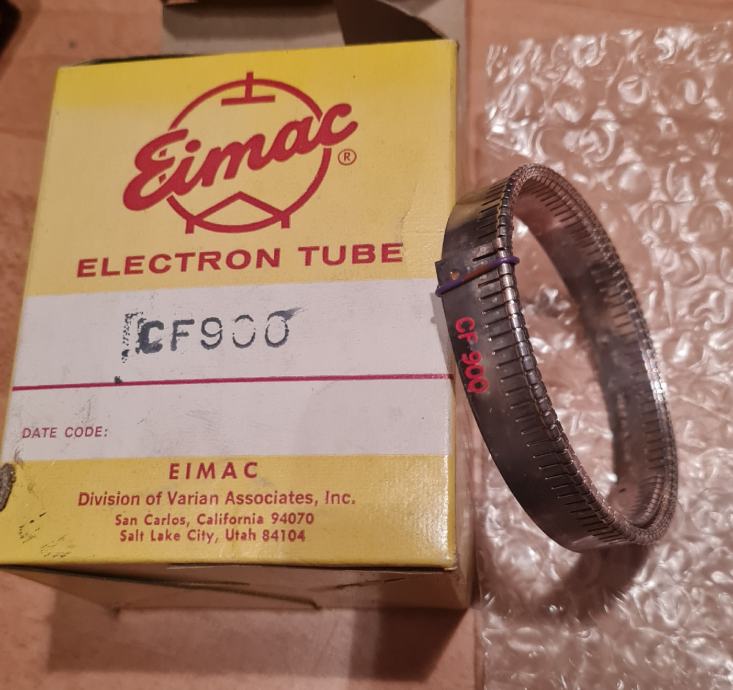 Eimac®
ELECTRON TUBE
CF900
DATE CODE:
EIMAC
Division of Varian Associates, Inc.
San Carlos, California 94070
Salt Lake City, Utah 84104
CF 900